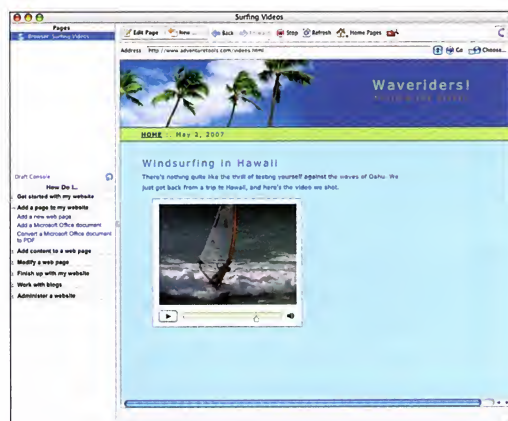 Surfing Videos
Pages
Browser: Surfing Videos
Edit Page New ... Back Stop Refresh Home Pages
Address http://www.adventuretools.com/videos.html Go Choose...
Waveriders!
HOME :: May 2, 2007
Windsurfing in Hawaii
There's nothing quite like the thrill of testing yourself against the waves of Oahu. We
just got back from a trip to Hawaii, and here's the video we shot.
Draft Console
How Do I...
Get started with my website
Add a page to my website
Add a new web page
Add a Microsoft Office document
Convert a Microsoft Office document
to PDF
Add content to a web page
Modify a web page
Finish up with my website
Work with blogs
Administer a website